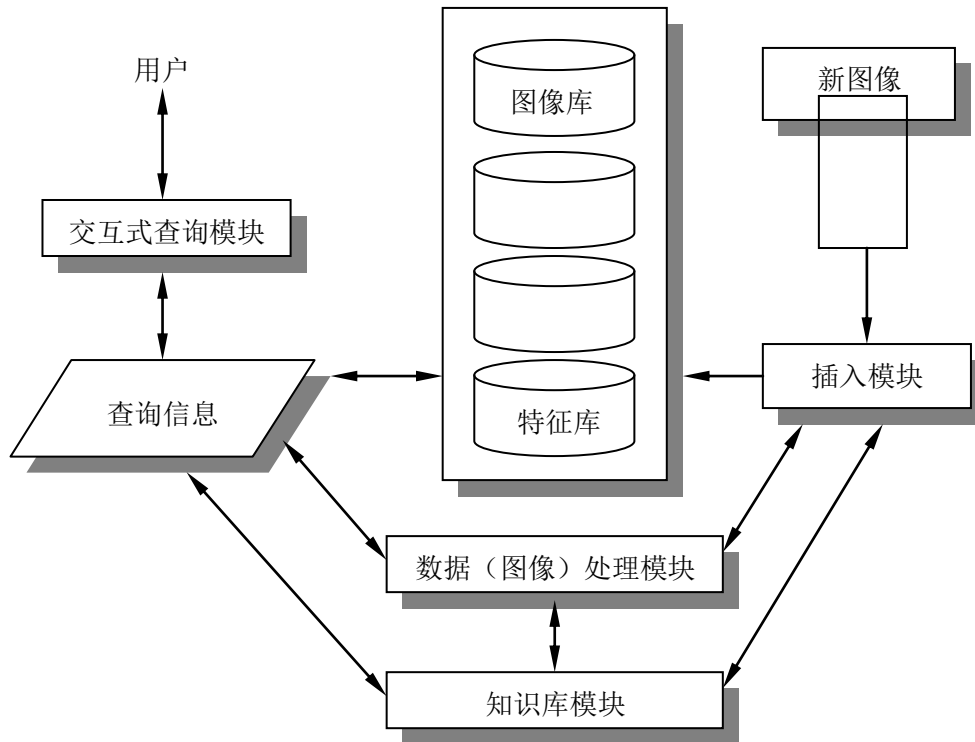 用户
图像库
新图像
交互式查询模块
查询信息
插入模块
特征库
数据（图像）处理模块
知识库模块